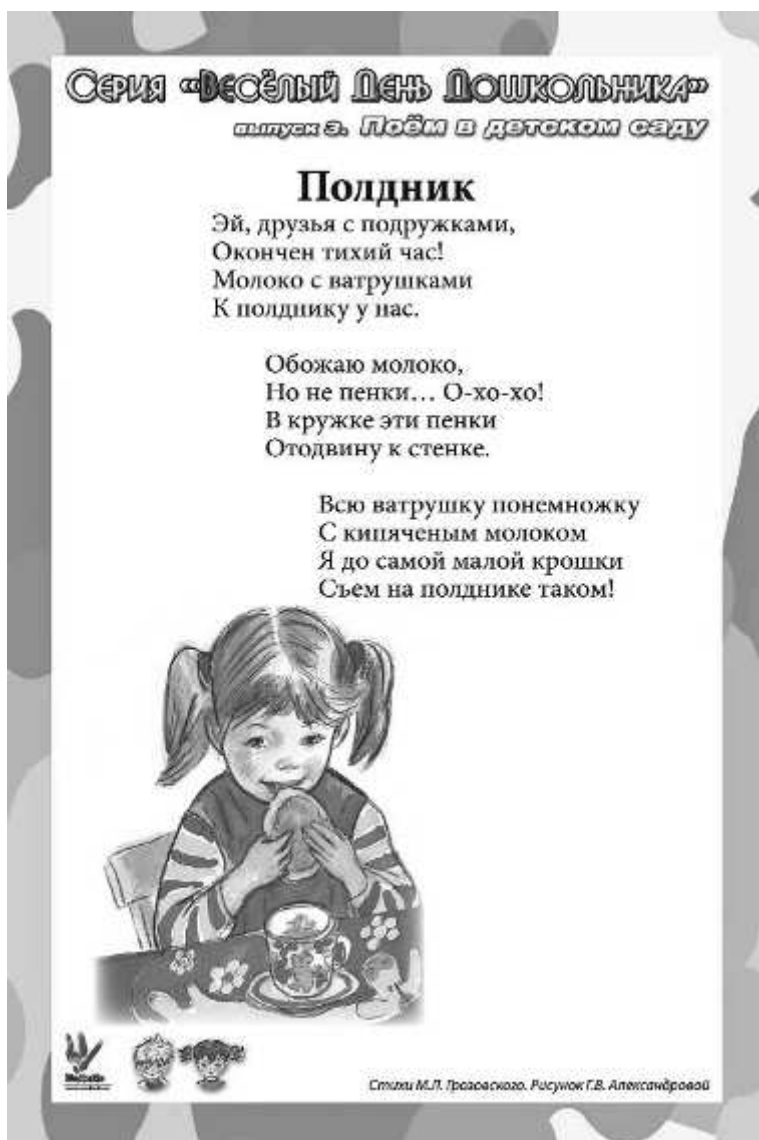 Серия «Весёлый День Дошкольника»
выпуск 3. Поём в детском саду
Полдник
Эй, друзья с подружками,
Окончен тихий час!
Молоко с ватрушками
К полднику у нас.
Обожаю молоко,
Но не пенки… О-хо-хо!
В кружке эти пенки
Отодвину к стенке.
Всю ватрушку понемножку
С кипяченым молоком
Я до самой малой крошки
Съем на полднике таком!
Стихи М.Л. Грозовского. Рисунок Г.В. Александровой